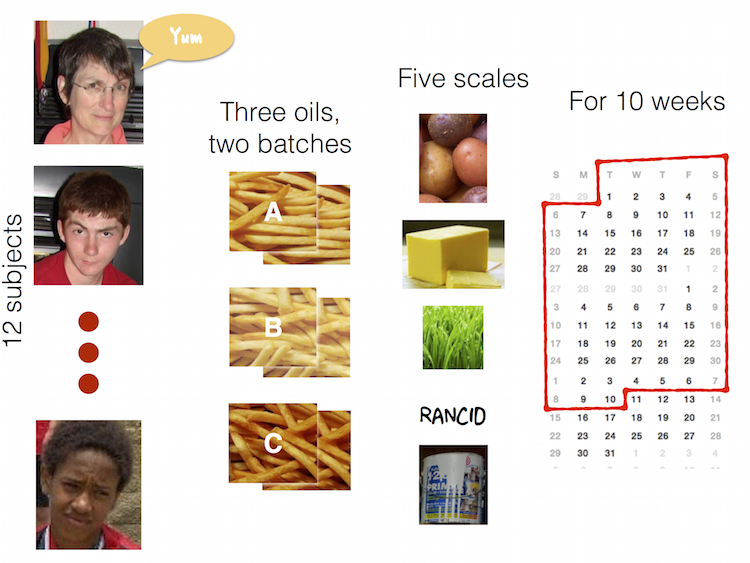 12 subjects
Yum
Three oils,
two batches
A
B
C
Five scales
RANCID
For 10 weeks
S M T W T F S
28 29 1 2 3 4 5
6 7 8 9 10 11 12
13 14 15 16 17 18 19
20 21 22 23 24 25 26
27 28 29 30 31 1 2
27 28 29 30 31 1 2
3 4 5 6 7 8 9
10 11 12 13 14 15 16
17 18 19 20 21 22 23
24 25 26 27 28 29 30
1 2 3 4 5 6 7
8 9 10 11 12 13 14
15 16 17 18 19 20 21
22 23 24 25 26 27 28
29 30 31 1 2 3 4